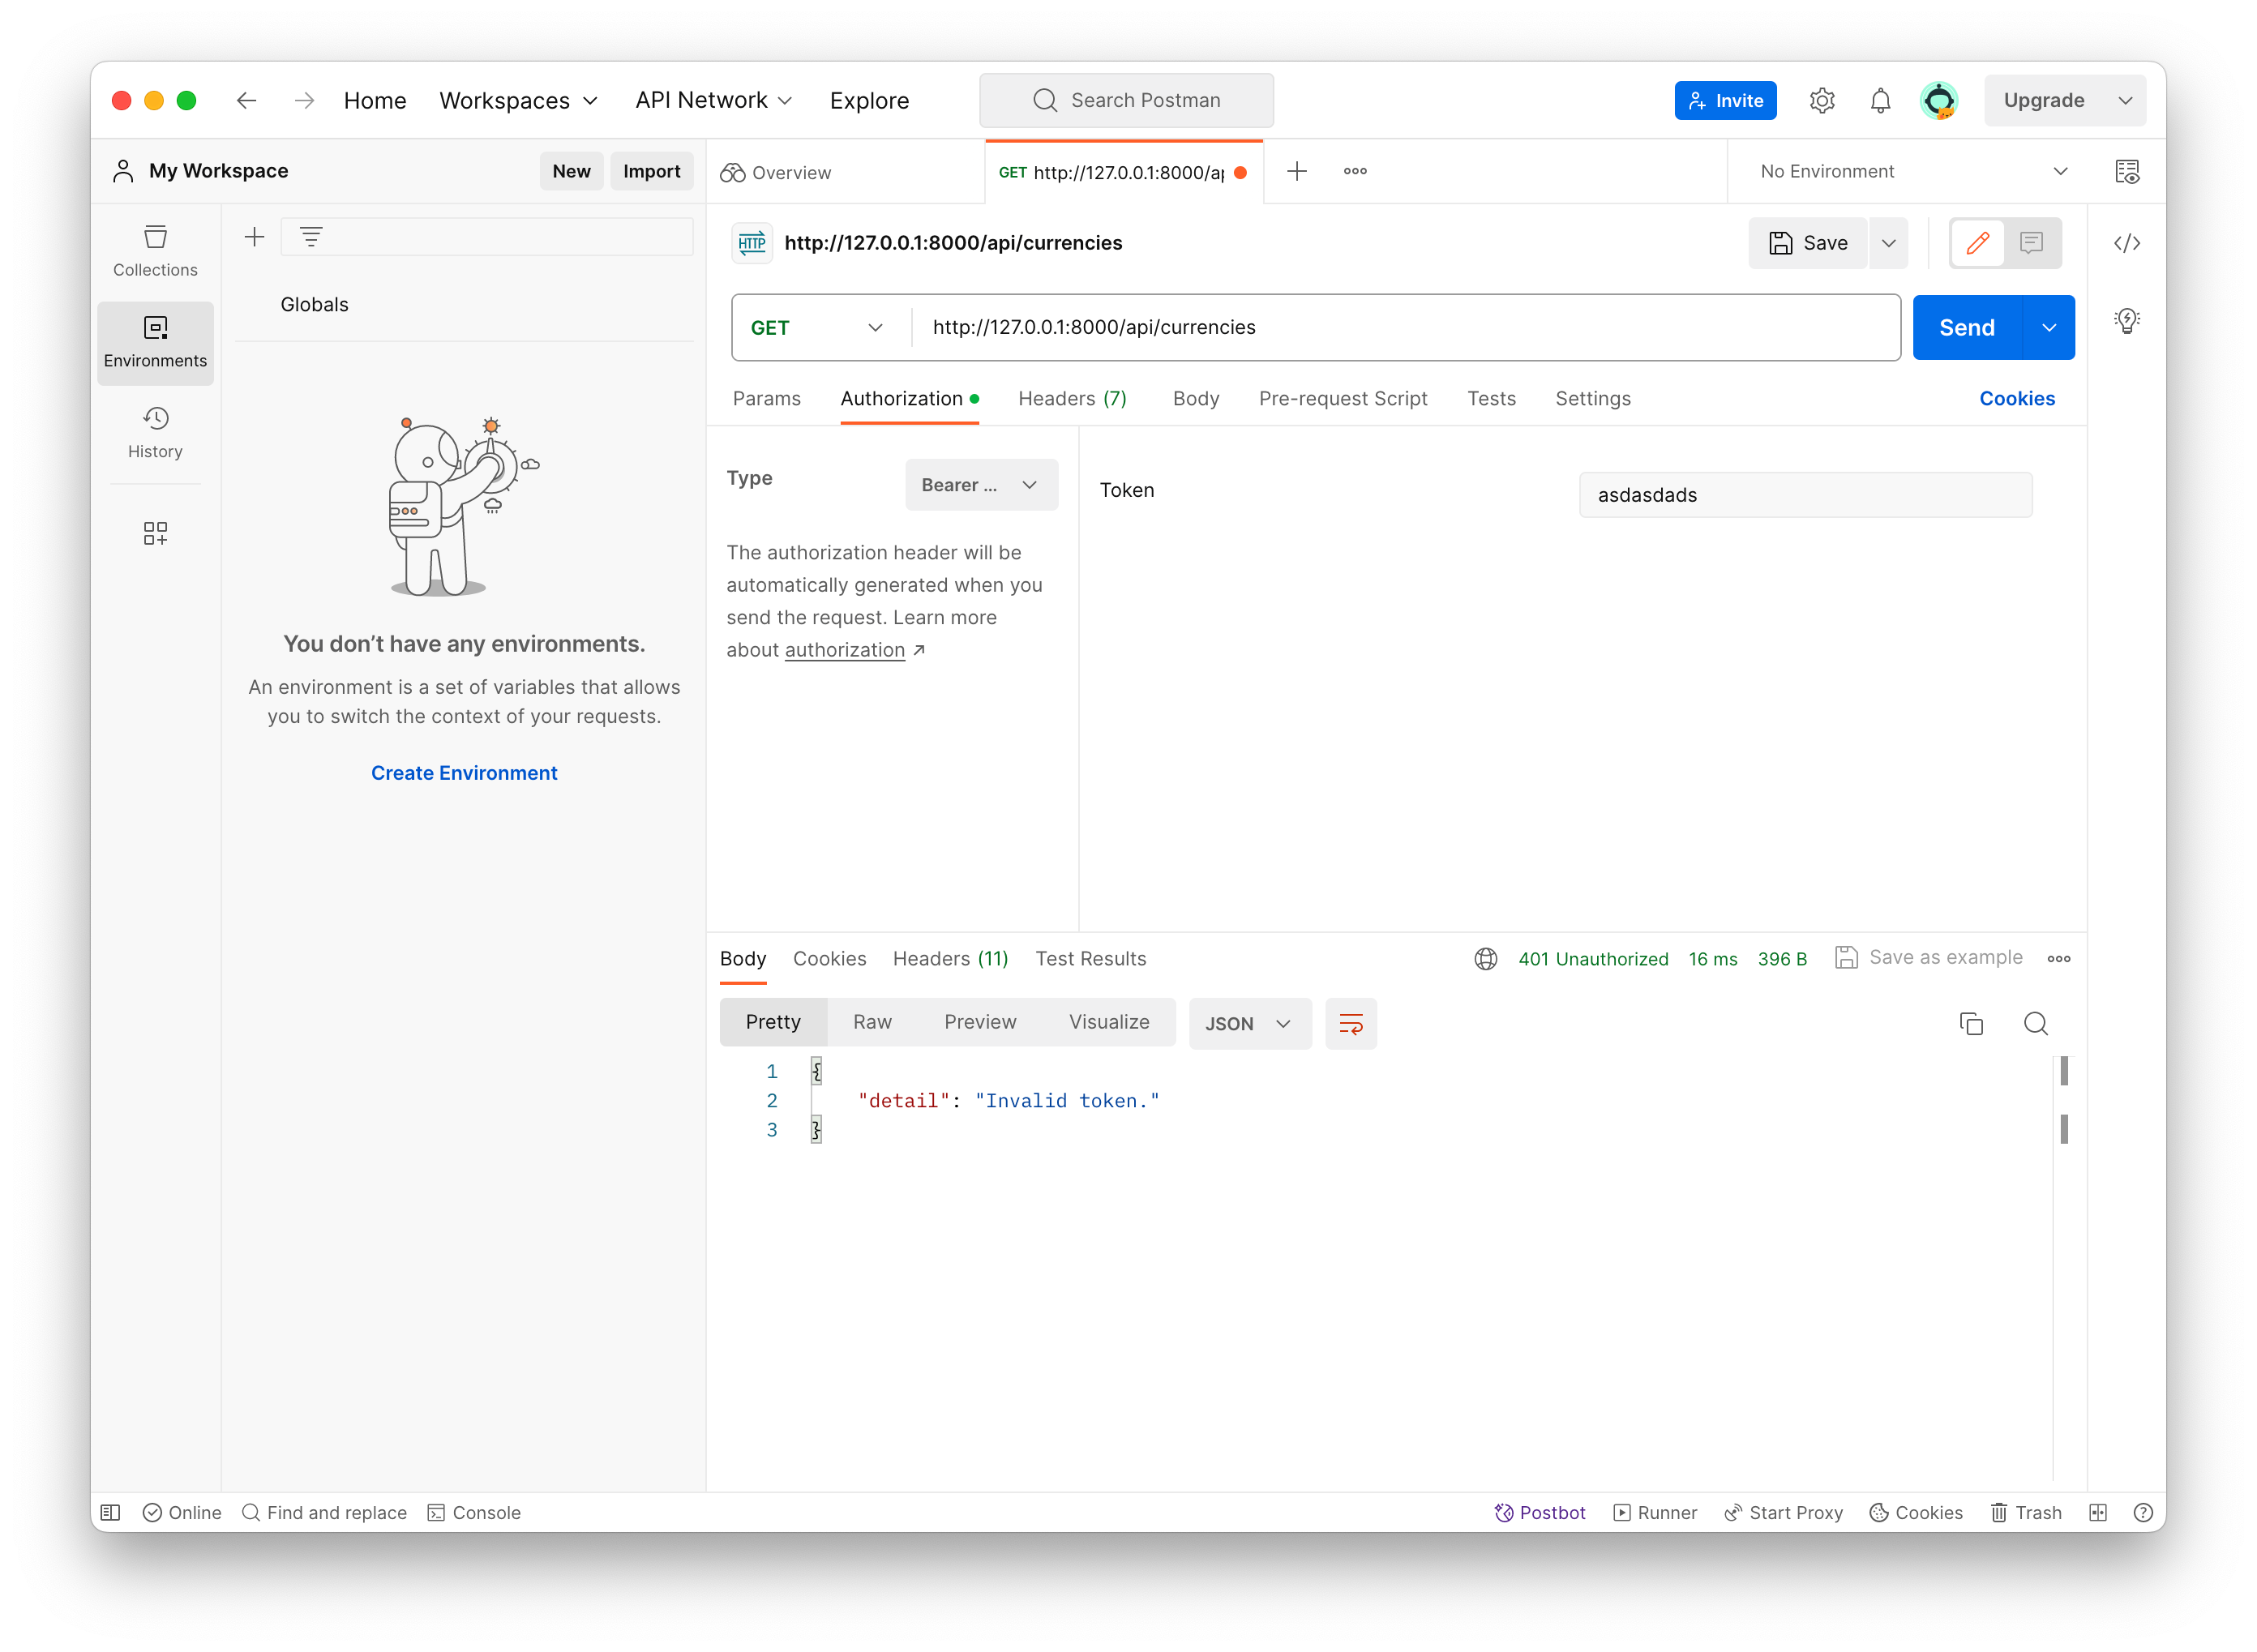 Home
Workspaces
API Network
Explore
Search Postman
Invite
Upgrade
My Workspace
New
Import
Overview
GET http://127.0.0.1:8000/ap
No Environment
Collections
Environments
History
Globals
You don’t have any environments.
An environment is a set of variables that allows
you to switch the context of your requests.
Create Environment
HTTP http://127.0.0.1:8000/api/currencies
Save
GET
http://127.0.0.1:8000/api/currencies
Send
Params
Authorization
Headers (7)
Body
Pre-request Script
Tests
Settings
Cookies
Type
Bearer ...
The authorization header will be
automatically generated when you
send the request. Learn more
about authorization ↗
Token
asdasdads
Body
Cookies
Headers (11)
Test Results
401 Unauthorized
16 ms
396 B
Save as example
Pretty
Raw
Preview
Visualize
JSON
1 {
2 "detail": "Invalid token."
3 }
Online
Find and replace
Console
Postbot
Runner
Start Proxy
Cookies
Trash